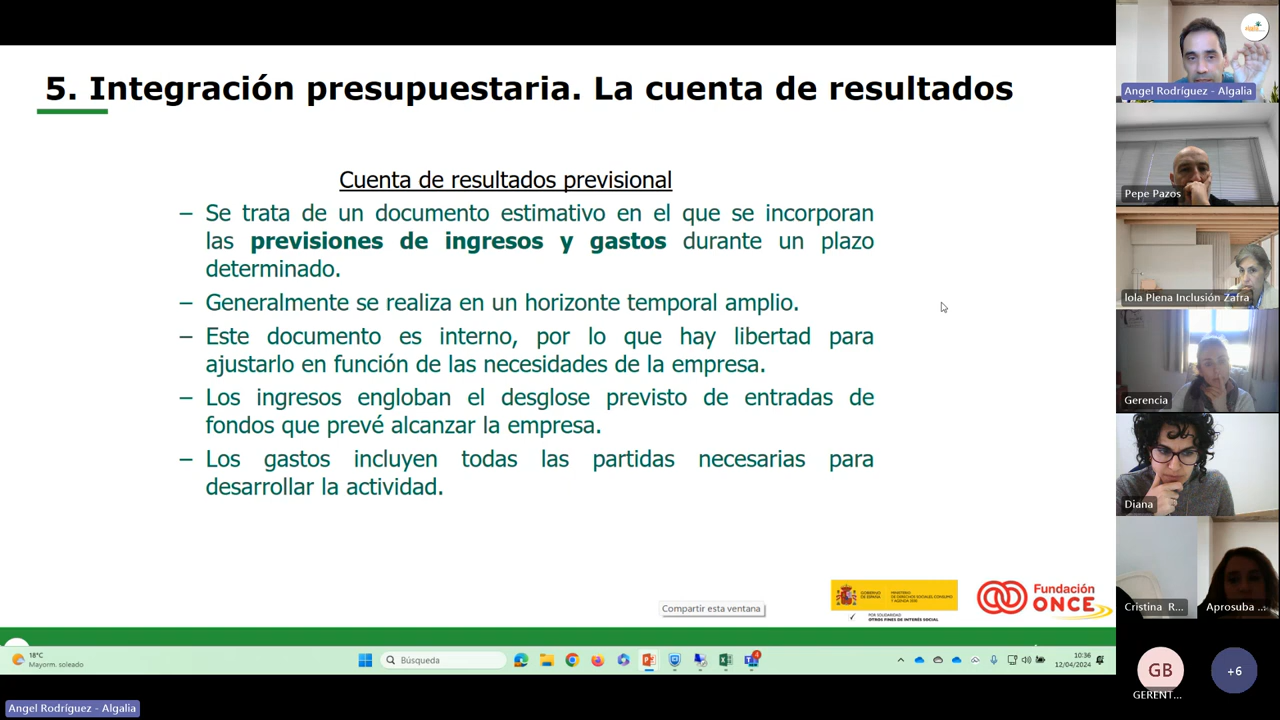 5. Integración presupuestaria. La cuenta de resultados
Cuenta de resultados previsional
– Se trata de un documento estimativo en el que se incorporan
las previsiones de ingresos y gastos durante un plazo
determinado.
– Generalmente se realiza en un horizonte temporal amplio.
– Este documento es interno, por lo que hay libertad para
ajustarlo en función de las necesidades de la empresa.
– Los ingresos engloban el desglose previsto de entradas de
fondos que prevé alcanzar la empresa.
– Los gastos incluyen todas las partidas necesarias para
desarrollar la actividad.
Compartir esta ventana
GOBIERNO
DE ESPAÑA
MINISTERIO
DE DERECHOS SOCIALES, CONSUMO
Y AGENDA 2030
POR SOLIDARIDAD
OTROS FINES DE INTERÉS SOCIAL
Fundación
ONCE
18°C
Mayorm. soleado
Búsqueda
4
10:36
12/04/2024
Angel Rodríguez - Algalia
Angel Rodríguez - Algalia
Pepe Pazos
lola Plena Inclusión Zafra
Gerencia
Diana
Cristina R...
Aprosuba ...
GB
GERENT...
+6